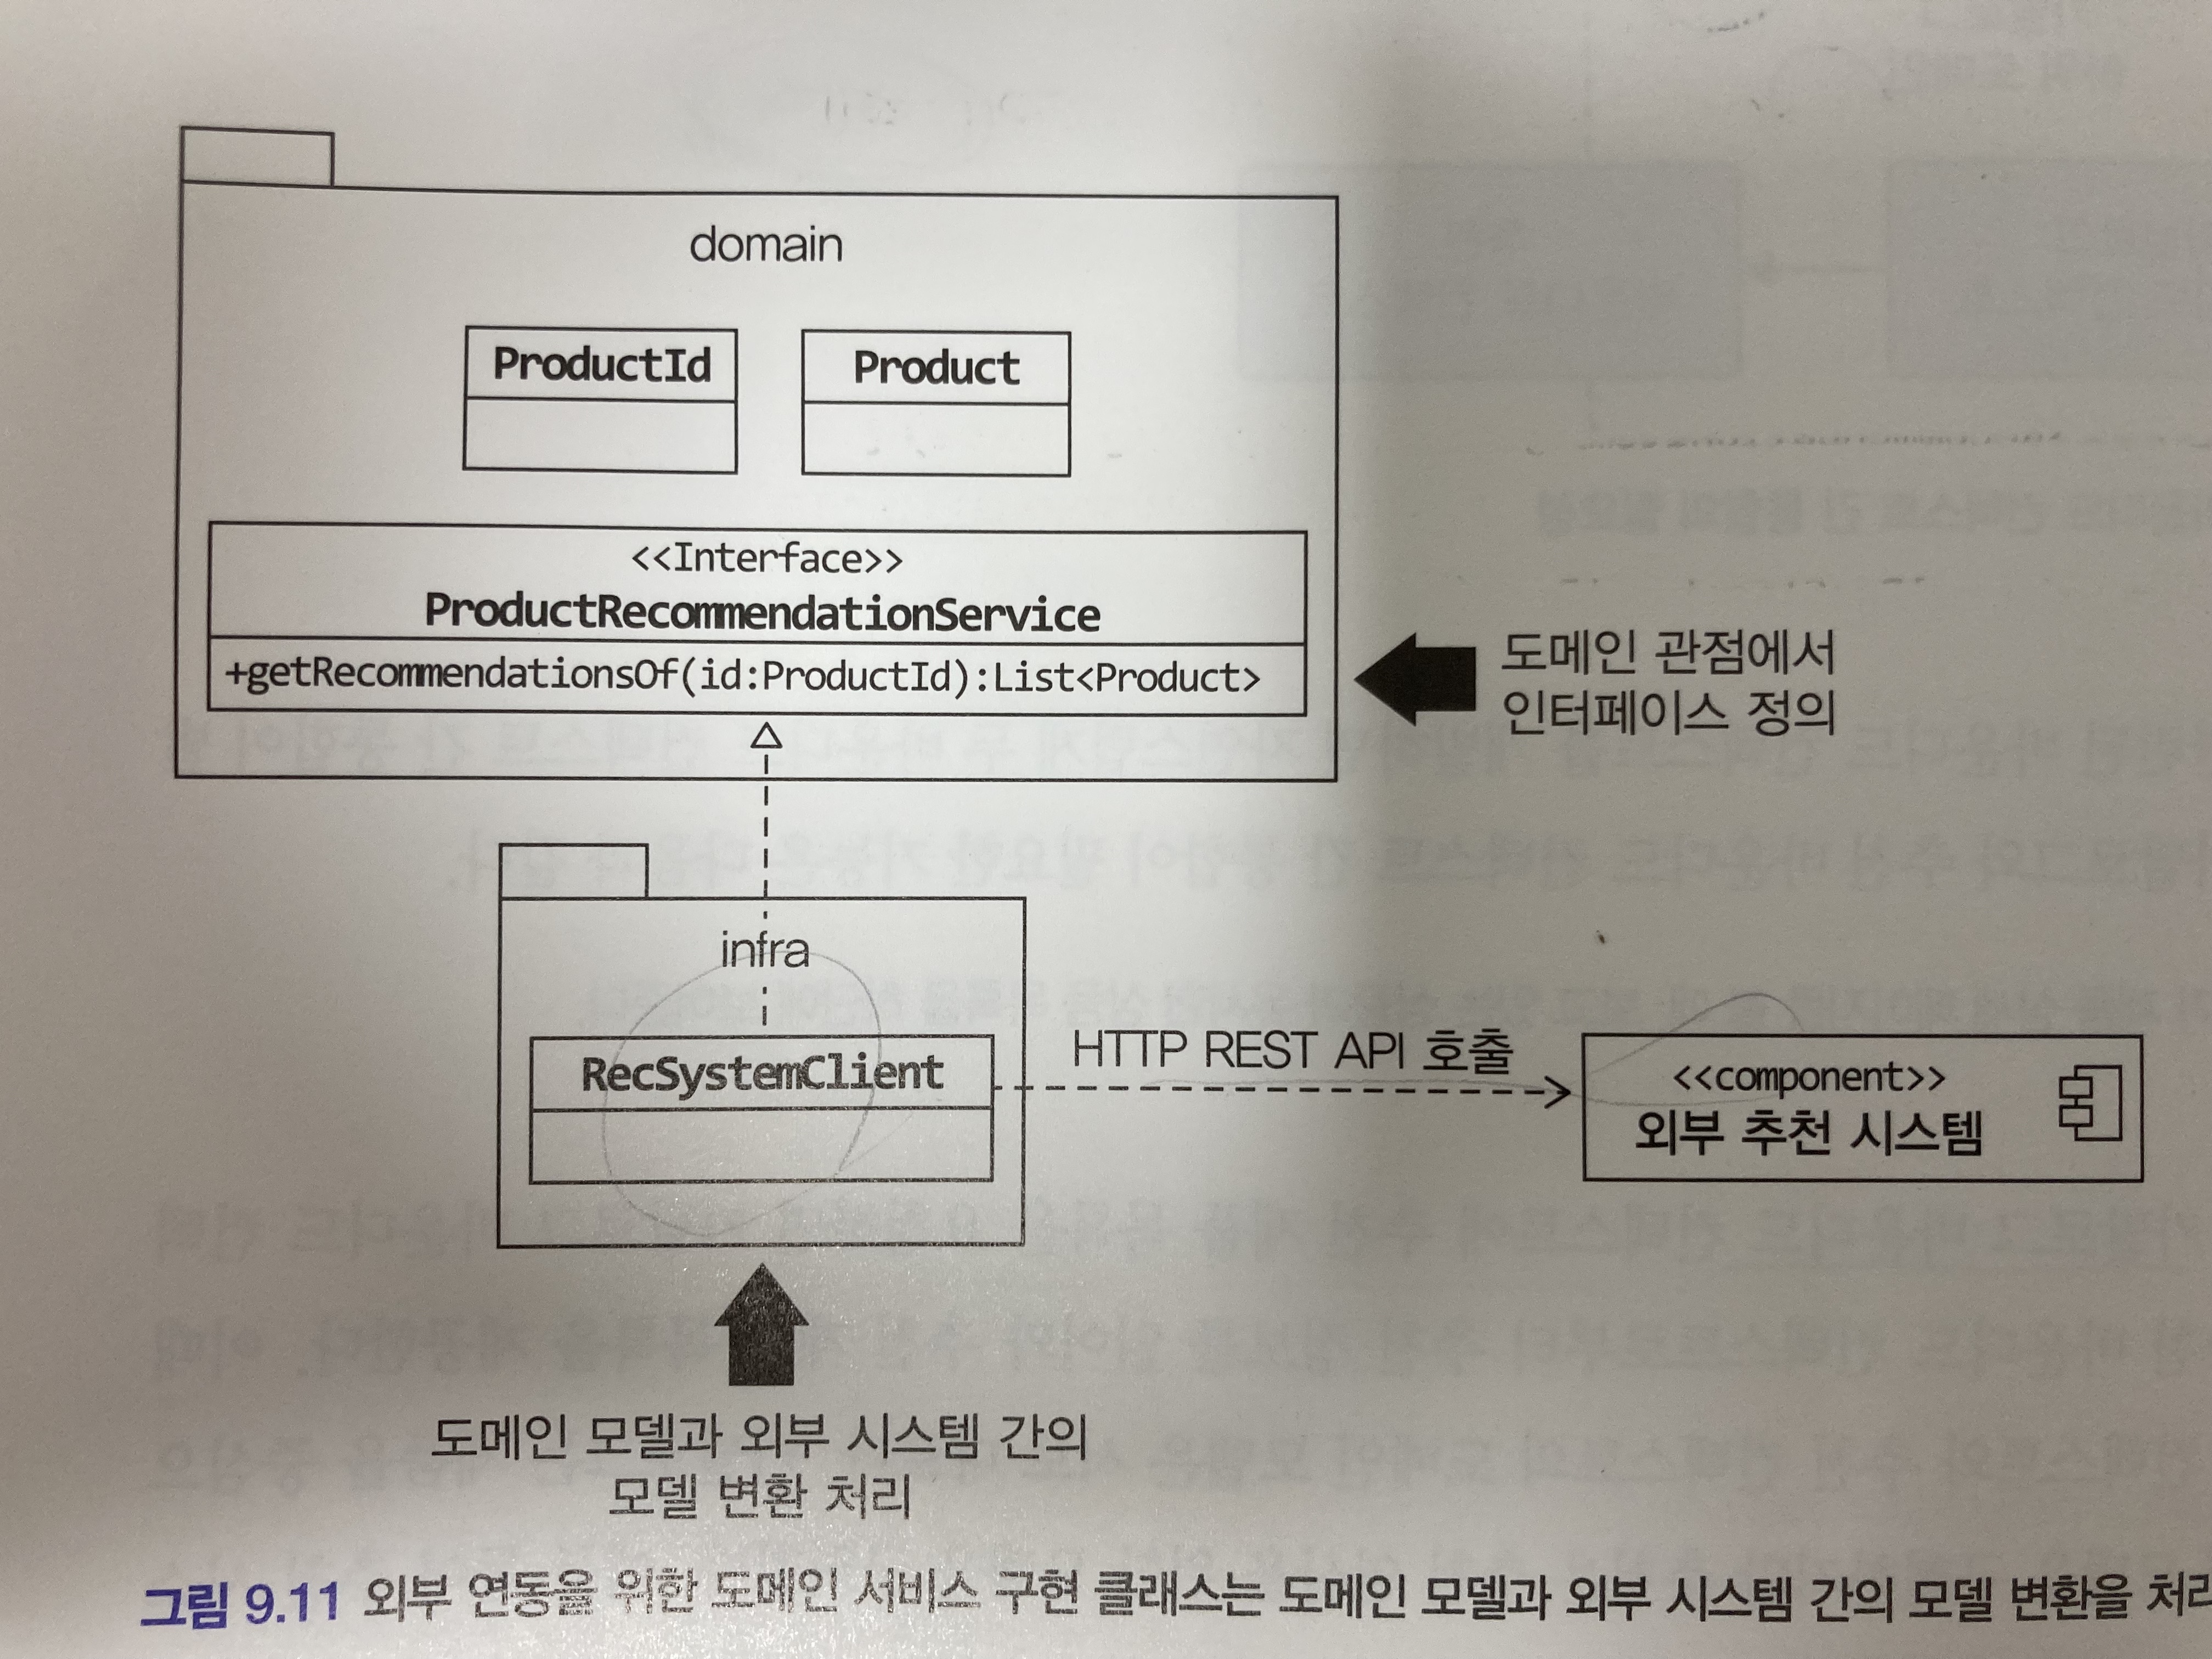 domain
ProductId
Product
<<Interface>>
ProductRecommendationService
+getRecommendationsOf(id:ProductId):List<Product>
도메인 관점에서
인터페이스 정의
infra
RecSystemClient
HTTP REST API 호출
<<component>>
외부 추천 시스템
도메인 모델과 외부 시스템 간의
모델 변환 처리
그림 9.11 외부 연동을 위한 도메인 서비스 구현 클래스는 도메인 모델과 외부 시스템 간의 모델 변환을 처리